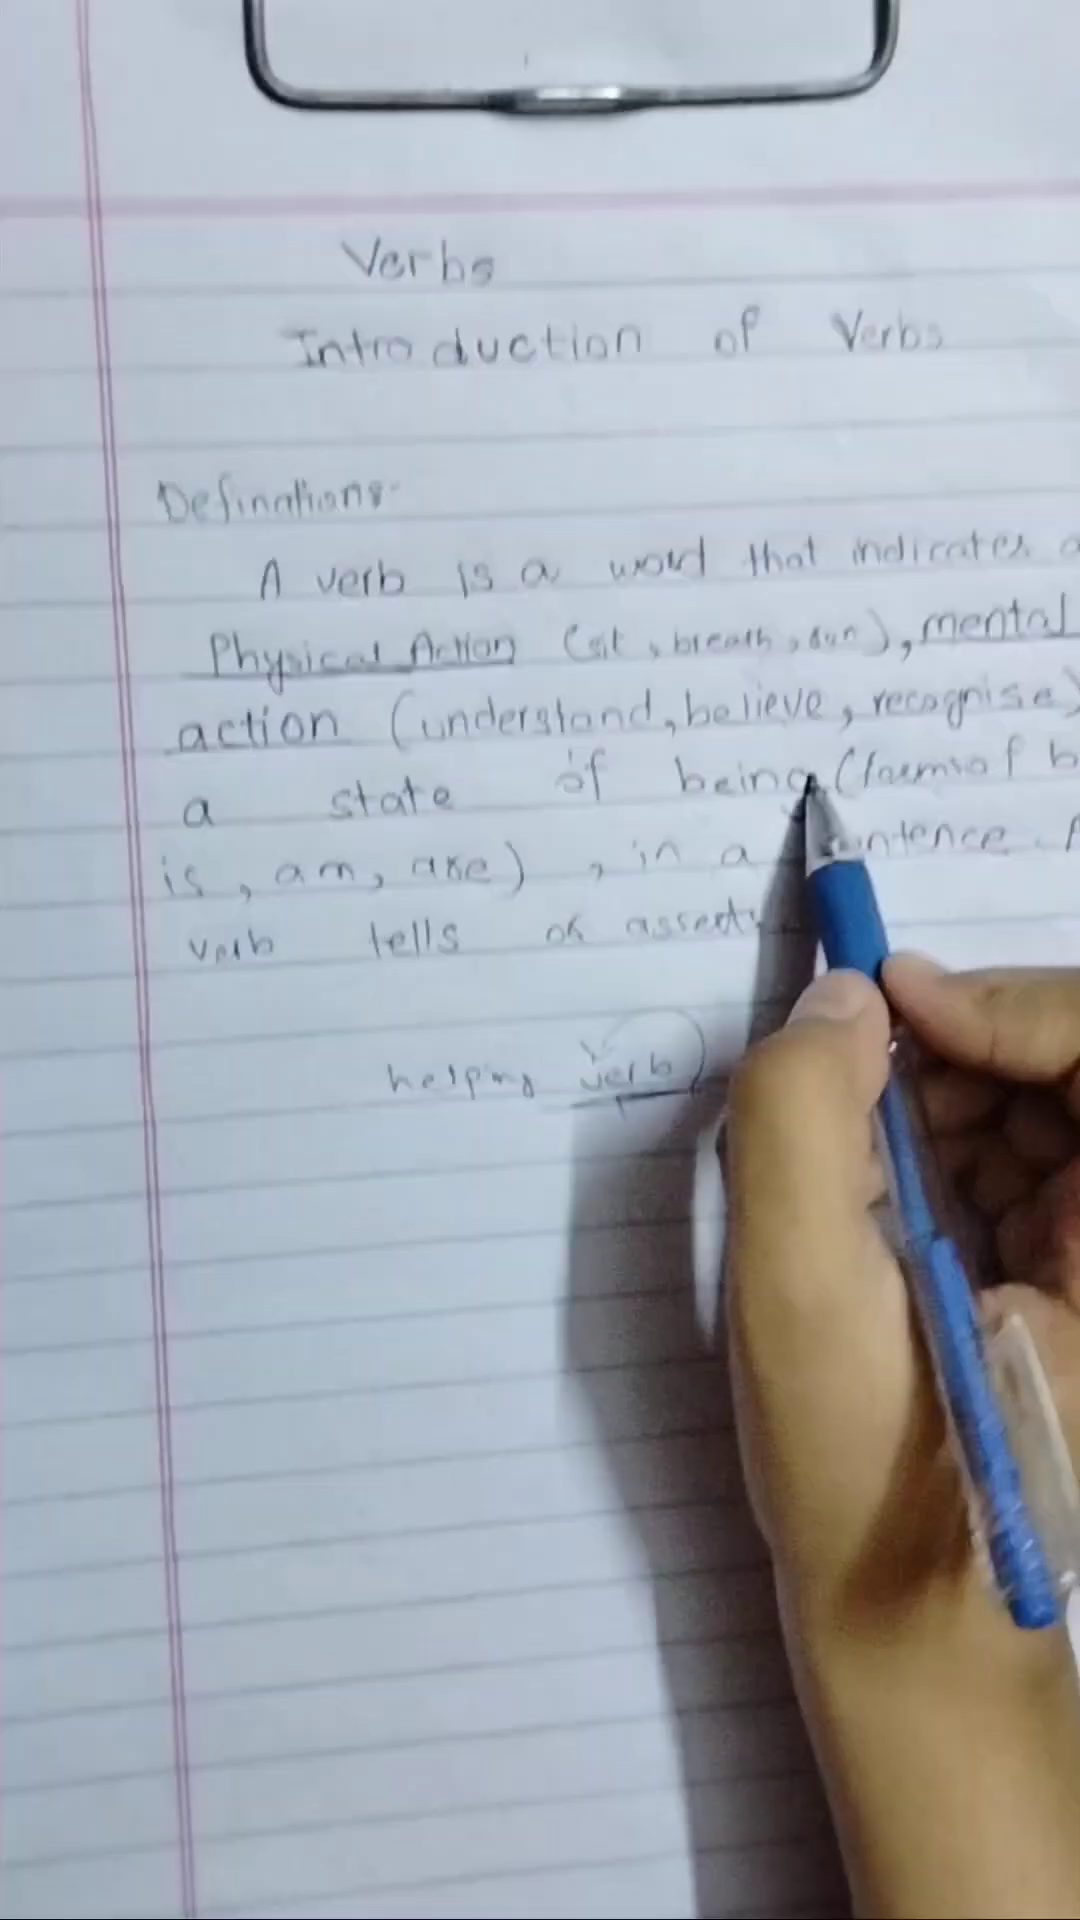 Verbs
Introduction of Verbs
Definations:-
A verb is a word that indicates a
Physical Action (sit, breath, run), mental
action (understand, believe, recognise)
a state of being (forms of b
is, am, are) , in a sentence. A
verb tells or asserts
helping verb